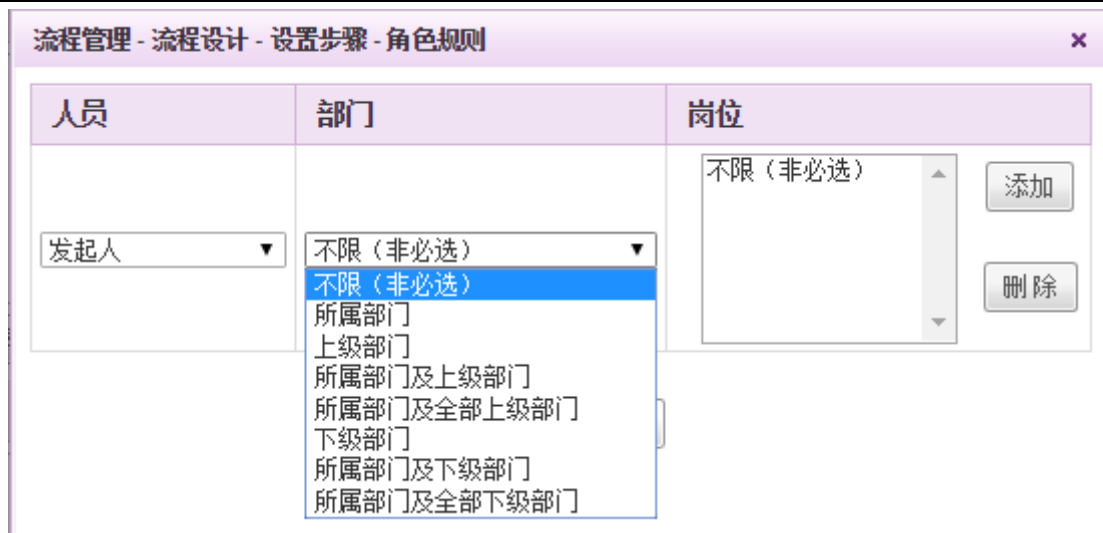 流程管理 - 流程设计 - 设置步骤 - 角色规则
人员 部门 岗位
不限（非必选）
添加
发起人 不限（非必选）
删除
不限（非必选）
所属部门
上级部门
所属部门及上级部门
所属部门及全部上级部门
下级部门
所属部门及下级部门
所属部门及全部下级部门